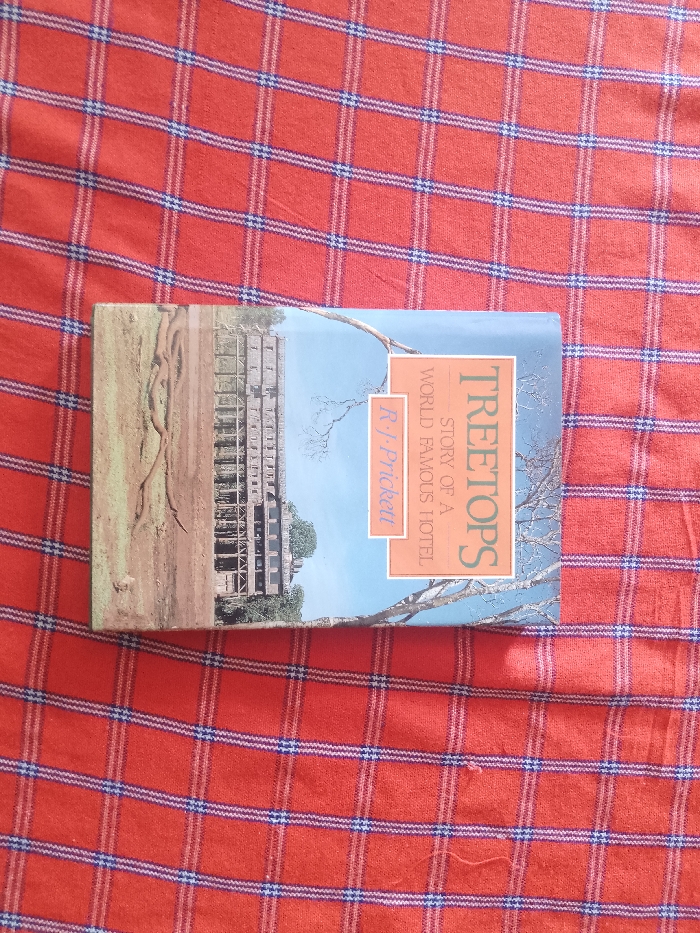 TREETOPS
STORY OF A
WORLD FAMOUS HOTEL
R·J·Prickett